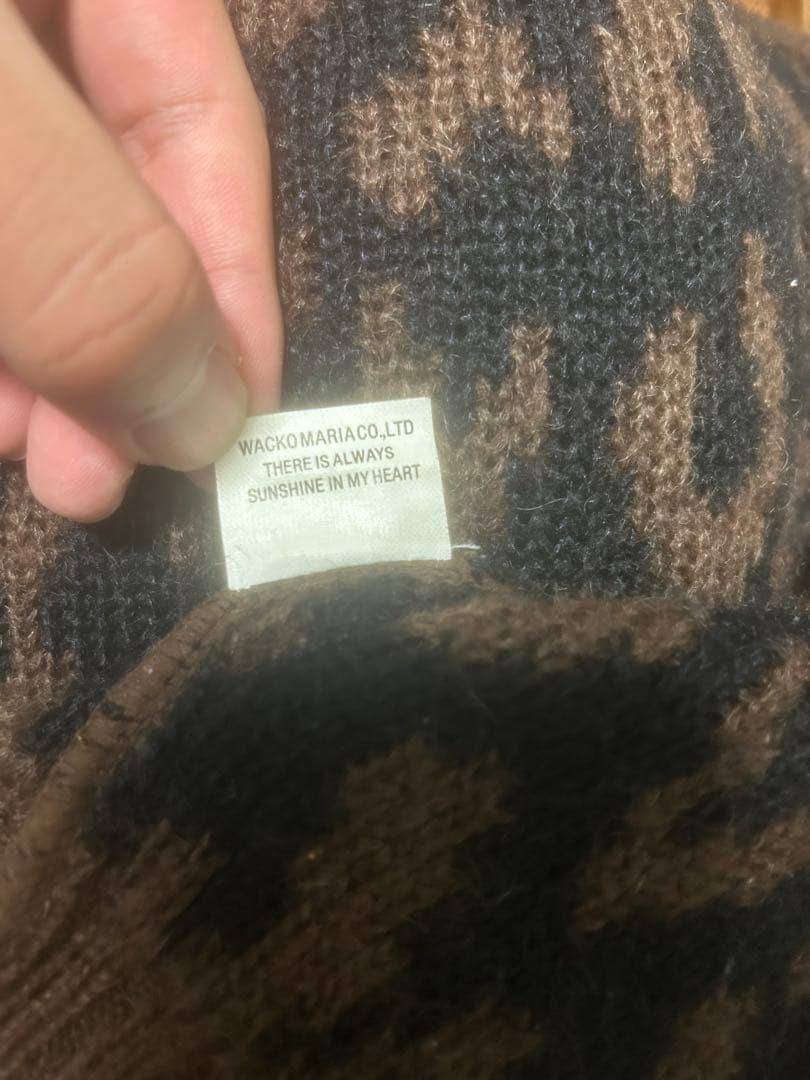 WACKO MARIA CO.,LTD
THERE IS ALWAYS
SUNSHINE IN MY HEART